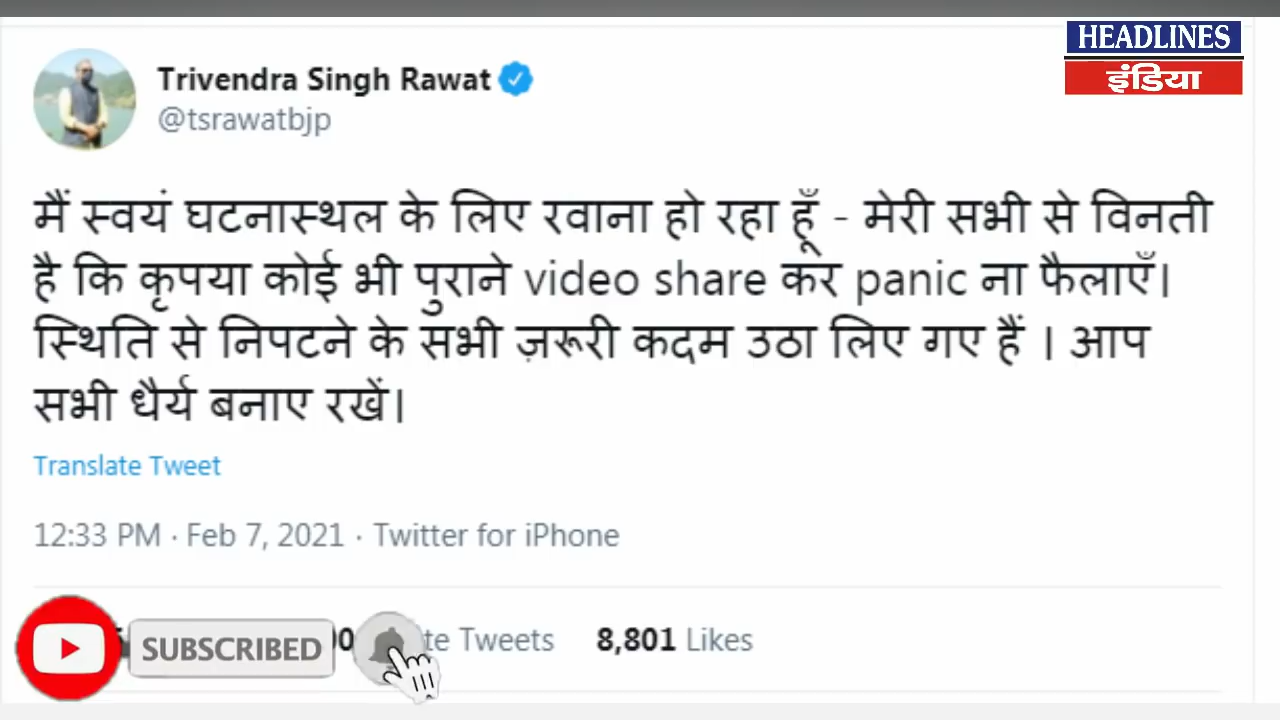 HEADLINES
इंडिया
Trivendra Singh Rawat
@tsrawatbjp
मैं स्वयं घटनास्थल के लिए रवाना हो रहा हूँ - मेरी सभी से विनती
है कि कृपया कोई भी पुराने video share कर panic ना फैलाएँ।
स्थिति से निपटने के सभी ज़रूरी कदम उठा लिए गए हैं । आप
सभी धैर्य बनाए रखें।
Translate Tweet
12:33 PM · Feb 7, 2021 · Twitter for iPhone
SUBSCRIBED Tweets 8,801 Likes